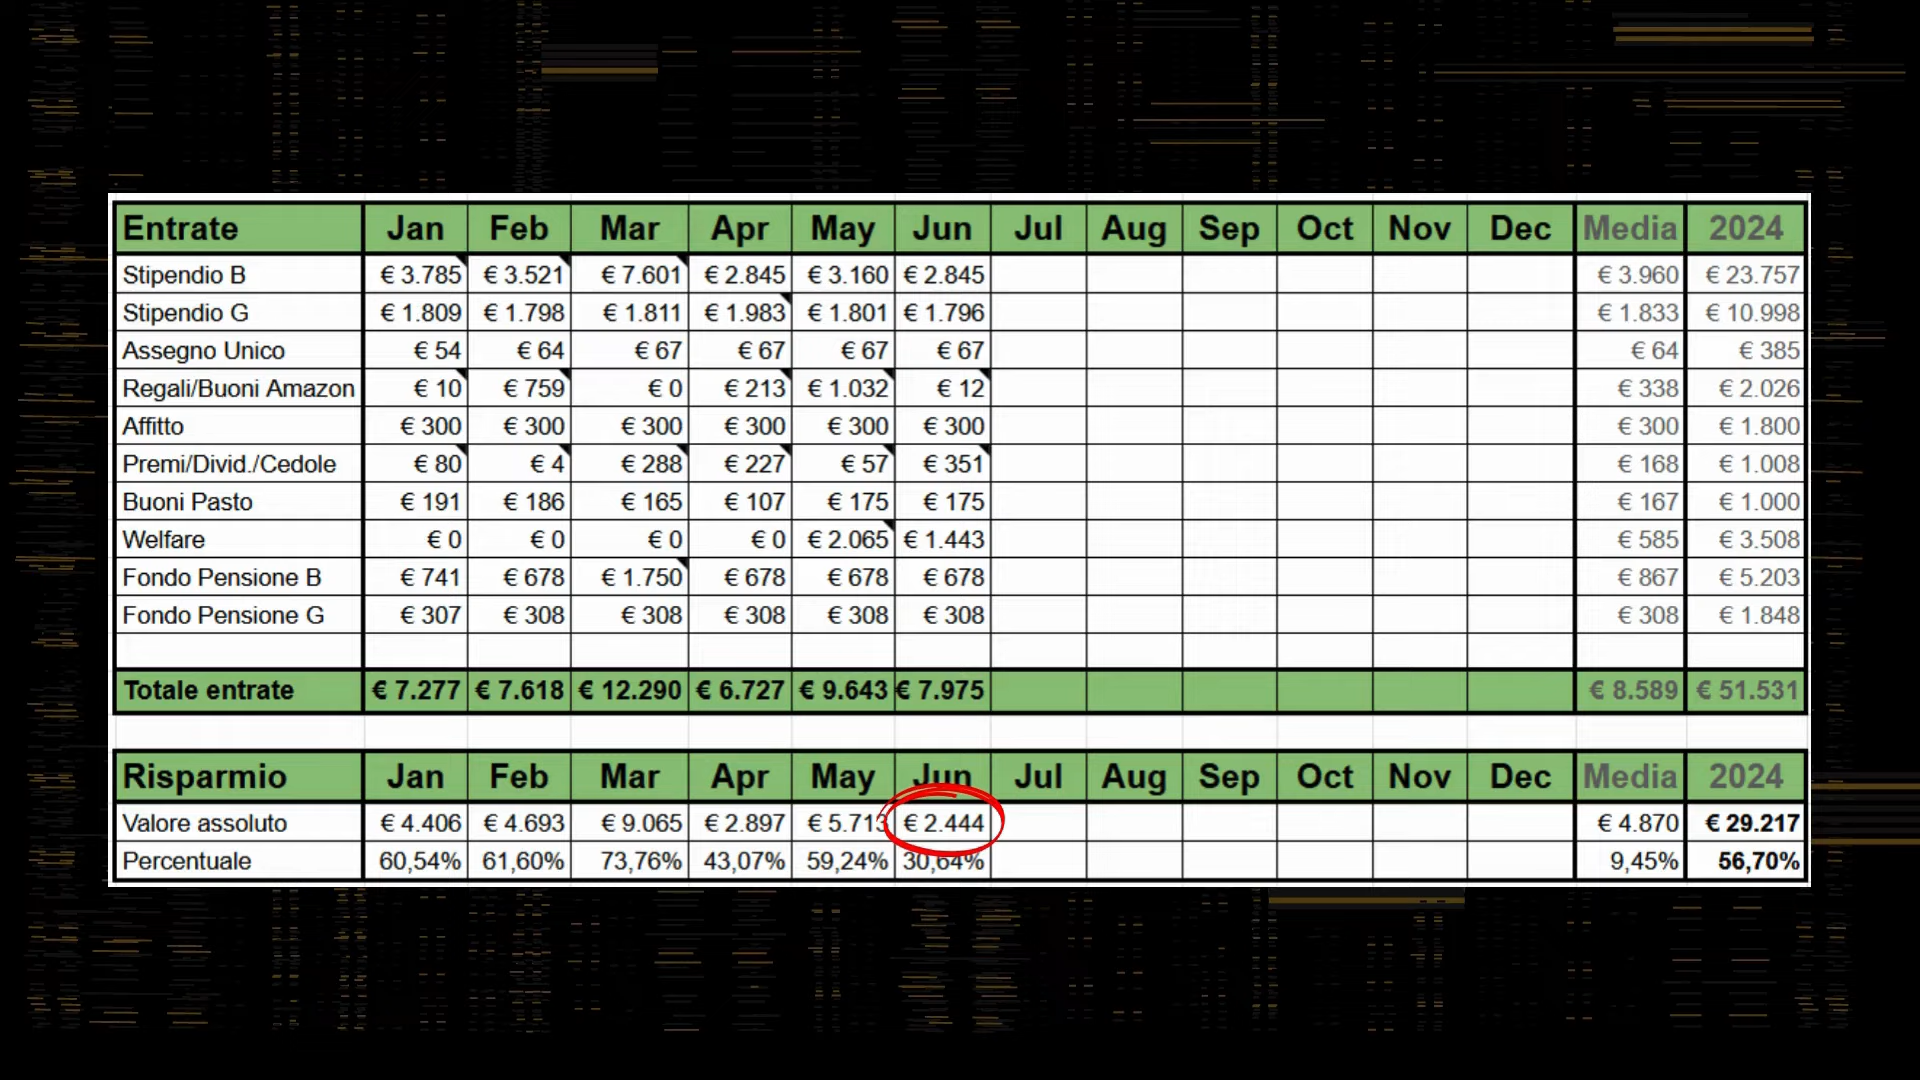 Entrate Jan Feb Mar Apr May Jun Jul Aug Sep Oct Nov Dec Media 2024
Stipendio B € 3.785 € 3.521 € 7.601 € 2.845 € 3.160 € 2.845 € 3.960 € 23.757
Stipendio G € 1.809 € 1.798 € 1.811 € 1.983 € 1.801 € 1.796 € 1.833 € 10.998
Assegno Unico € 54 € 64 € 67 € 67 € 67 € 67 € 64 € 385
Regali/Buoni Amazon € 10 € 759 € 0 € 213 € 1.032 € 12 € 338 € 2.026
Affitto € 300 € 300 € 300 € 300 € 300 € 300 € 300 € 1.800
Premi/Divid./Cedole € 80 € 4 € 288 € 227 € 57 € 351 € 168 € 1.008
Buoni Pasto € 191 € 186 € 165 € 107 € 175 € 175 € 167 € 1.000
Welfare € 0 € 0 € 0 € 0 € 2.065 € 1.443 € 585 € 3.508
Fondo Pensione B € 741 € 678 € 1.750 € 678 € 678 € 678 € 867 € 5.203
Fondo Pensione G € 307 € 308 € 308 € 308 € 308 € 308 € 308 € 1.848
Totale entrate € 7.277 € 7.618 € 12.290 € 6.727 € 9.643 € 7.975 € 8.589 € 51.531
Risparmio Jan Feb Mar Apr May Jun Jul Aug Sep Oct Nov Dec Media 2024
Valore assoluto € 4.406 € 4.693 € 9.065 € 2.897 € 5.713 € 2.444 € 4.870 € 29.217
Percentuale 60,54% 61,60% 73,76% 43,07% 59,24% 30,64% 9,45% 56,70%